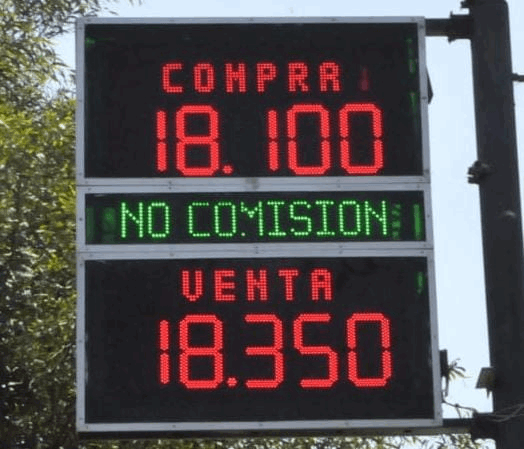 COMPRA
18.100
NO COMISION
VENTA
18.350